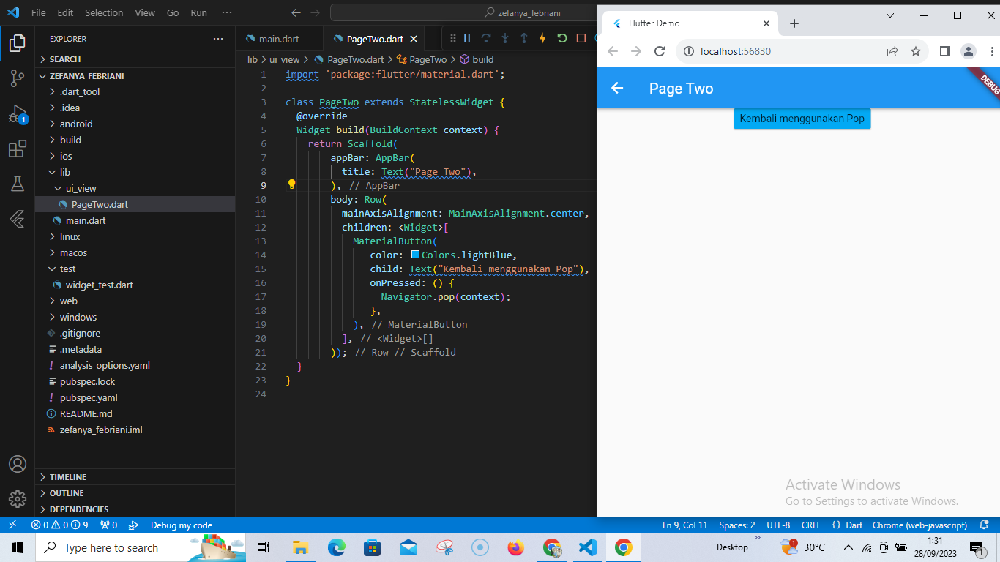 File Edit Selection View Go Run ···
zefanya_febriani
EXPLORER
SEARCH
ZEFANYA_FEBRIANI
.dart_tool
.idea
android
build
ios
lib
ui_view
PageTwo.dart
main.dart
linux
macos
test
widget_test.dart
web
windows
.gitignore
.metadata
analysis_options.yaml
pubspec.lock
pubspec.yaml
README.md
zefanya_febriani.iml
TIMELINE
OUTLINE
DEPENDENCIES
1
main.dart
PageTwo.dart
lib > ui_view > PageTwo.dart > PageTwo > build
1 import 'package:flutter/material.dart';
2
3 class PageTwo extends StatelessWidget {
4 @override
5 Widget build(BuildContext context) {
6 return Scaffold(
7 appBar: AppBar(
8 title: Text("Page Two"),
9 ), // AppBar
10 body: Row(
11 mainAxisAlignment: MainAxisAlignment.center,
12 children: <Widget>[
13 MaterialButton(
14 color: Colors.lightBlue,
15 child: Text("Kembali menggunakan Pop"),
16 onPressed: () {
17 Navigator.pop(context);
18 },
19 ), // MaterialButton
20 ], // <Widget>[]
21 )); // Row // Scaffold
22 }
23 }
24
Flutter Demo
localhost:56830
Page Two
DEBUG
Kembali menggunakan Pop
Activate Windows
Go to Settings to activate Windows.
0 0 9 0 Debug my code
Ln 9, Col 11 Spaces: 2 UTF-8 CRLF {} Dart Chrome (web-javascript)
Type here to search
Desktop
1
30°C
1:31
28/09/2023
1